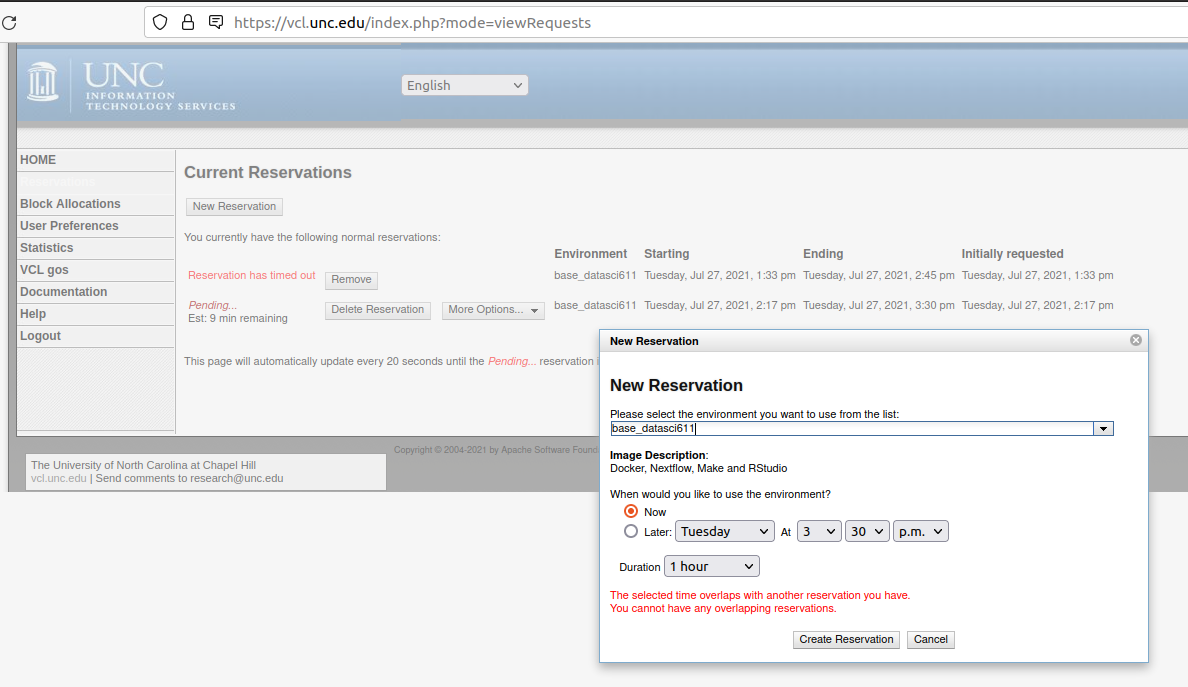 https://vcl.unc.edu/index.php?mode=viewRequests
UNC
INFORMATION
TECHNOLOGY SERVICES
English
HOME
Block Allocations
User Preferences
Statistics
VCL gos
Documentation
Help
Logout
Current Reservations
New Reservation
You currently have the following normal reservations:
Environment Starting Ending Initially requested
Reservation has timed out Remove base_datasci611 Tuesday, Jul 27, 2021, 1:33 pm Tuesday, Jul 27, 2021, 2:45 pm Tuesday, Jul 27, 2021, 1:33 pm
Pending... Delete Reservation More Options... base_datasci611 Tuesday, Jul 27, 2021, 2:17 pm Tuesday, Jul 27, 2021, 3:30 pm Tuesday, Jul 27, 2021, 2:17 pm
Est: 9 min remaining
This page will automatically update every 20 seconds until the Pending... reservation
New Reservation
New Reservation
Please select the environment you want to use from the list:
base_datasci611
Image Description:
Docker, Nextflow, Make and RStudio
When would you like to use the environment?
Now
Later: Tuesday At 3 30 p.m.
Duration 1 hour
The selected time overlaps with another reservation you have.
You cannot have any overlapping reservations.
Create Reservation Cancel
Copyright © 2004-2021 by Apache Software Found
The University of North Carolina at Chapel Hill
vcl.unc.edu | Send comments to research@unc.edu